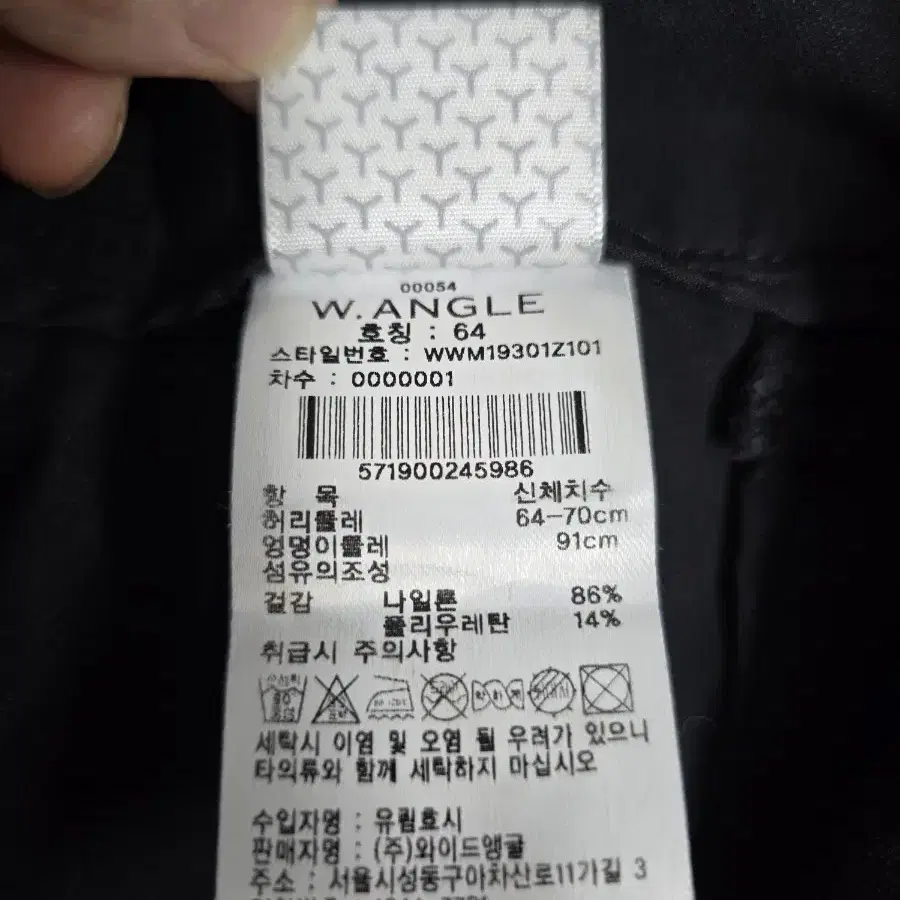 00054
W.ANGLE
호칭 : 64
스타일번호 : WWM19301Z101
차수 : 0000001
571900245986
항 목 신체치수
허리둘레 64-70cm
엉덩이둘레 91cm
섬유의조성
겉감 나일론 86%
폴리우레탄 14%
취급시 주의사항
약하게
세탁시 이염 및 오염 될 우려가 있으니
타의류와 함께 세탁하지 마십시오
수입자명 : 유림효시
판매자명 : (주)와이드앵글
주소 : 서울시성동구아차산로11가길 3